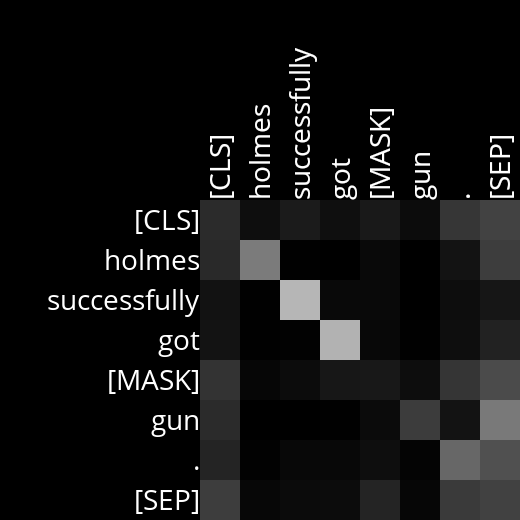 [CLS]
holmes
successfully
got
[MASK]
gun
.
[SEP]
[CLS]
holmes
successfully
got
[MASK]
gun
.
[SEP]